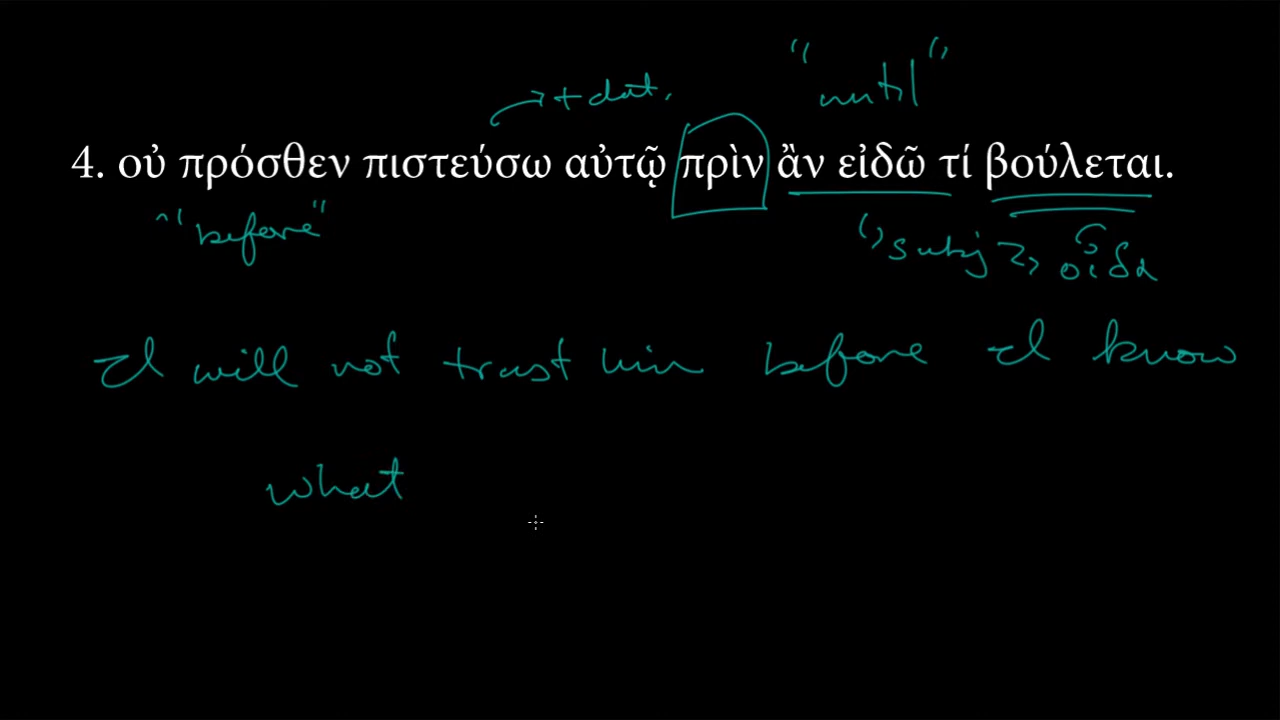 → + dat. "until"
4. οὐ πρόσθεν πιστεύσω αὐτῷ πρὶν ἂν εἰδῶ τί βούλεται.
"before" subj οἶδα
I will not trust him before I know
what